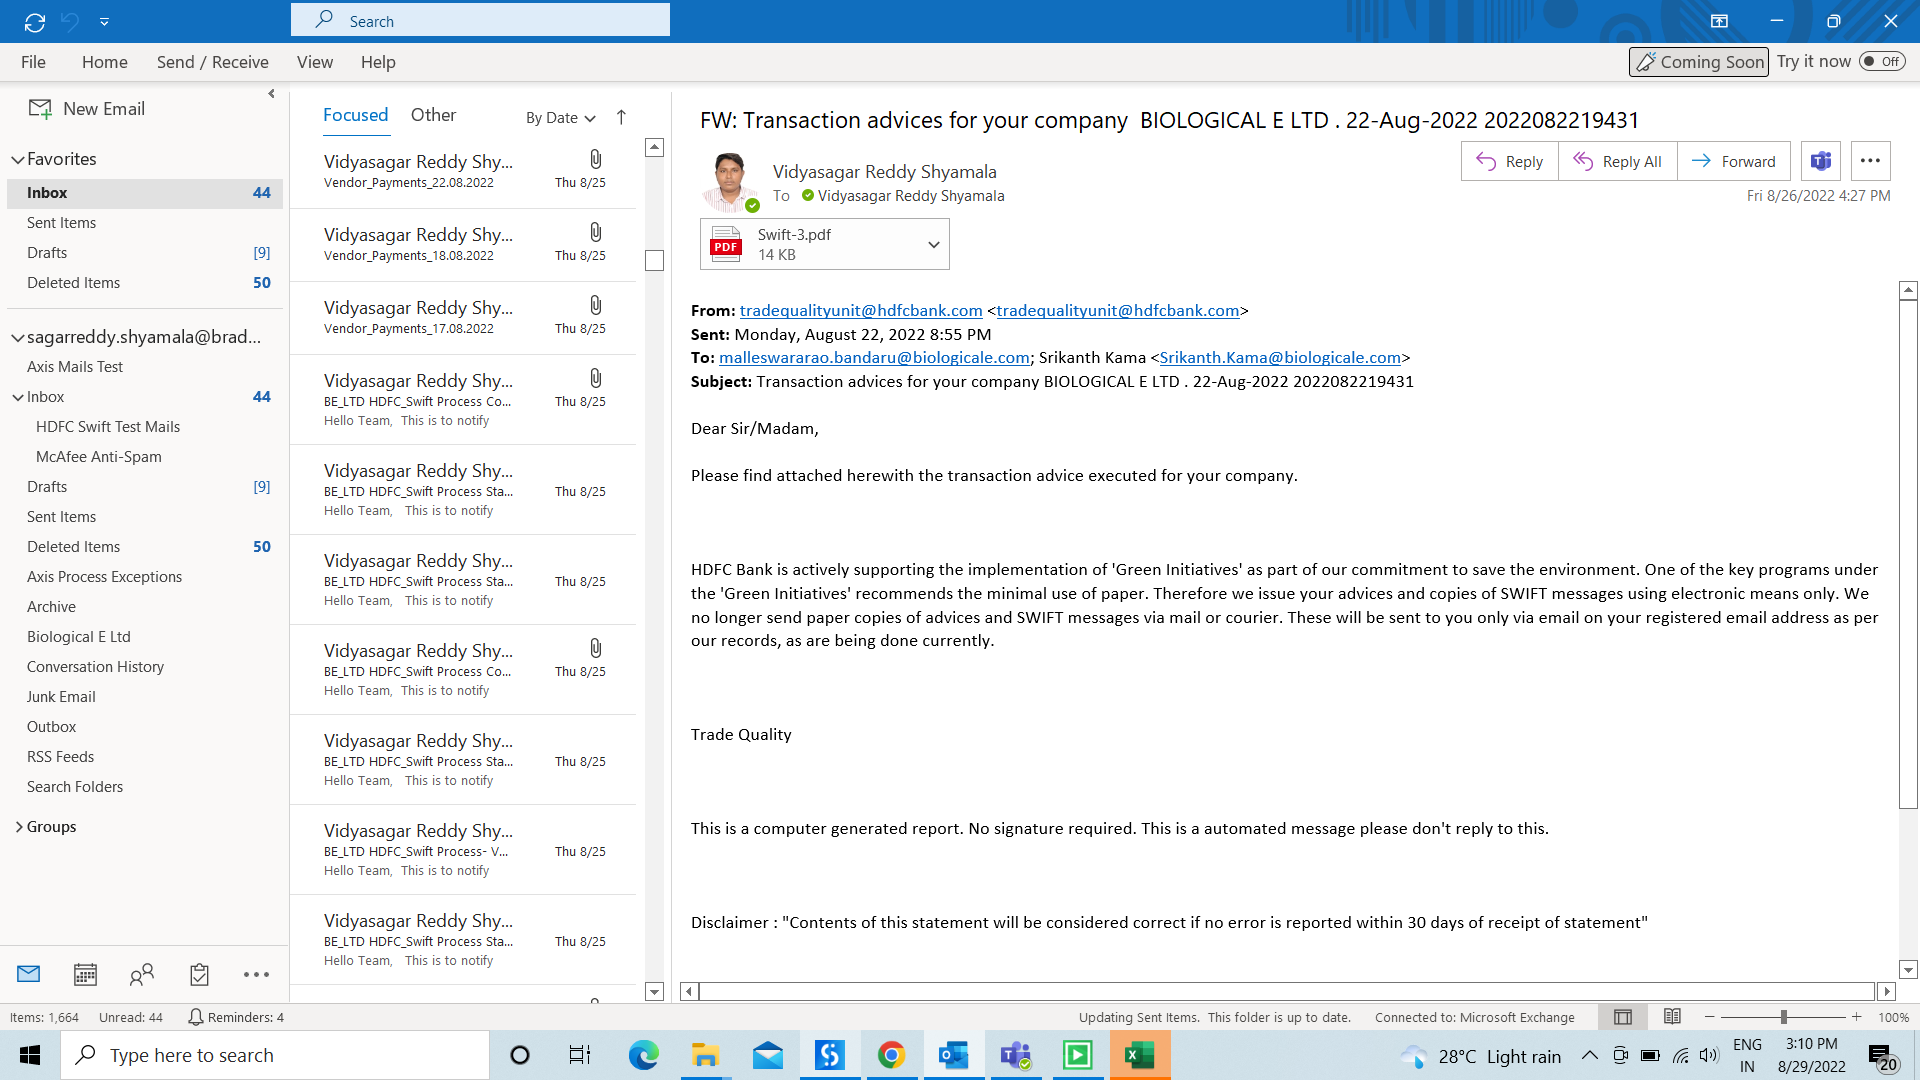 Search
File Home Send / Receive View Help
Coming Soon Try it now Off
New Email
Favorites
Inbox 44
Sent Items
Drafts [9]
Deleted Items 50
sagarreddy.shyamala@brad...
Axis Mails Test
Inbox 44
HDFC Swift Test Mails
McAfee Anti-Spam
Drafts [9]
Sent Items
Deleted Items 50
Axis Process Exceptions
Archive
Biological E Ltd
Conversation History
Junk Email
Outbox
RSS Feeds
Search Folders
Groups
Focused Other By Date
Vidyasagar Reddy Shy...
Vendor_Payments_22.08.2022 Thu 8/25
Vidyasagar Reddy Shy...
Vendor_Payments_18.08.2022 Thu 8/25
Vidyasagar Reddy Shy...
Vendor_Payments_17.08.2022 Thu 8/25
Vidyasagar Reddy Shy...
BE_LTD HDFC_Swift Process Co... Thu 8/25
Hello Team, This is to notify
Vidyasagar Reddy Shy...
BE_LTD HDFC_Swift Process Sta... Thu 8/25
Hello Team, This is to notify
Vidyasagar Reddy Shy...
BE_LTD HDFC_Swift Process Sta... Thu 8/25
Hello Team, This is to notify
Vidyasagar Reddy Shy...
BE_LTD HDFC_Swift Process Co... Thu 8/25
Hello Team, This is to notify
Vidyasagar Reddy Shy...
BE_LTD HDFC_Swift Process Sta... Thu 8/25
Hello Team, This is to notify
Vidyasagar Reddy Shy...
BE_LTD HDFC_Swift Process- V... Thu 8/25
Hello Team, This is to notify
Vidyasagar Reddy Shy...
BE_LTD HDFC_Swift Process Sta... Thu 8/25
Hello Team, This is to notify
FW: Transaction advices for your company BIOLOGICAL E LTD . 22-Aug-2022 2022082219431
Vidyasagar Reddy Shyamala
To Vidyasagar Reddy Shyamala
Reply Reply All Forward
Fri 8/26/2022 4:27 PM
PDF
Swift-3.pdf
14 KB
From: tradequalityunit@hdfcbank.com <tradequalityunit@hdfcbank.com>
Sent: Monday, August 22, 2022 8:55 PM
To: malleswararao.bandaru@biologicale.com; Srikanth Kama <Srikanth.Kama@biologicale.com>
Subject: Transaction advices for your company BIOLOGICAL E LTD . 22-Aug-2022 2022082219431
Dear Sir/Madam,
Please find attached herewith the transaction advice executed for your company.
HDFC Bank is actively supporting the implementation of 'Green Initiatives' as part of our commitment to save the environment. One of the key programs under
the 'Green Initiatives' recommends the minimal use of paper. Therefore we issue your advices and copies of SWIFT messages using electronic means only. We
no longer send paper copies of advices and SWIFT messages via mail or courier. These will be sent to you only via email on your registered email address as per
our records, as are being done currently.
Trade Quality
This is a computer generated report. No signature required. This is a automated message please don't reply to this.
Disclaimer : "Contents of this statement will be considered correct if no error is reported within 30 days of receipt of statement"
Items: 1,664 Unread: 44 Reminders: 4 Updating Sent Items. This folder is up to date. Connected to: Microsoft Exchange 100%
Type here to search
28°C Light rain
ENG
IN
3:10 PM
8/29/2022
20